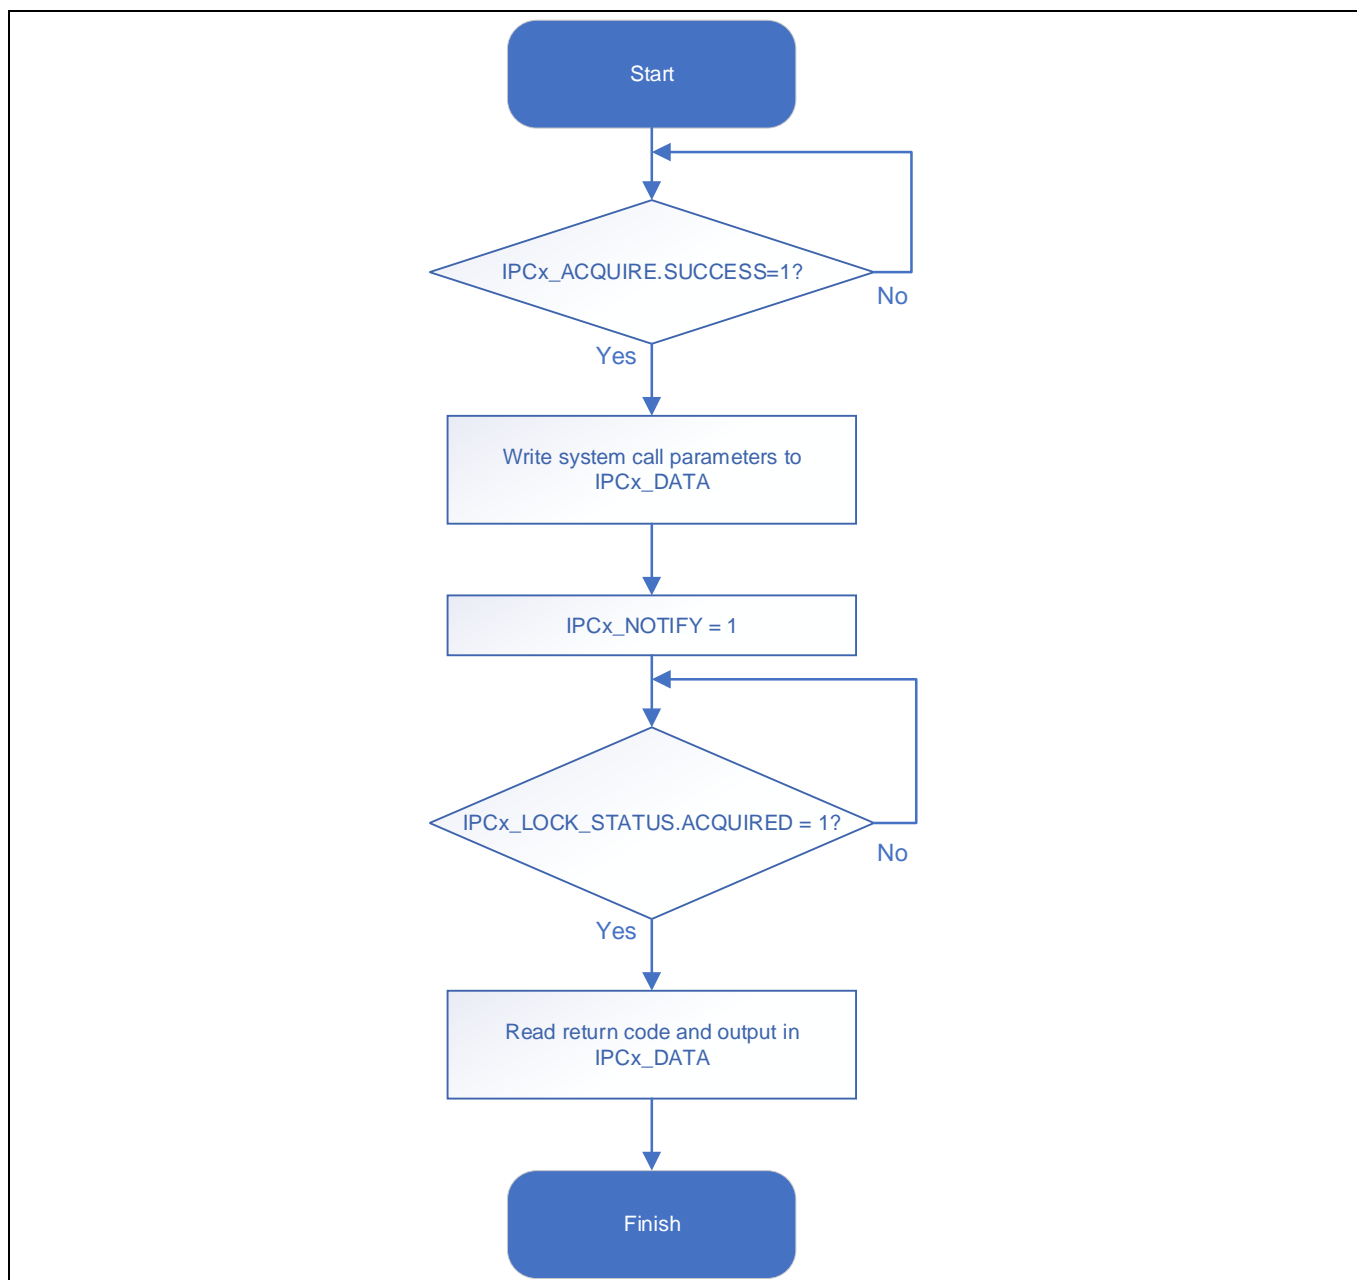 Start
IPCx_ACQUIRE.SUCCESS=1?
No
Yes
Write system call parameters to
IPCx_DATA
IPCx_NOTIFY = 1
IPCx_LOCK_STATUS.ACQUIRED = 1?
No
Yes
Read return code and output in
IPCx_DATA
Finish